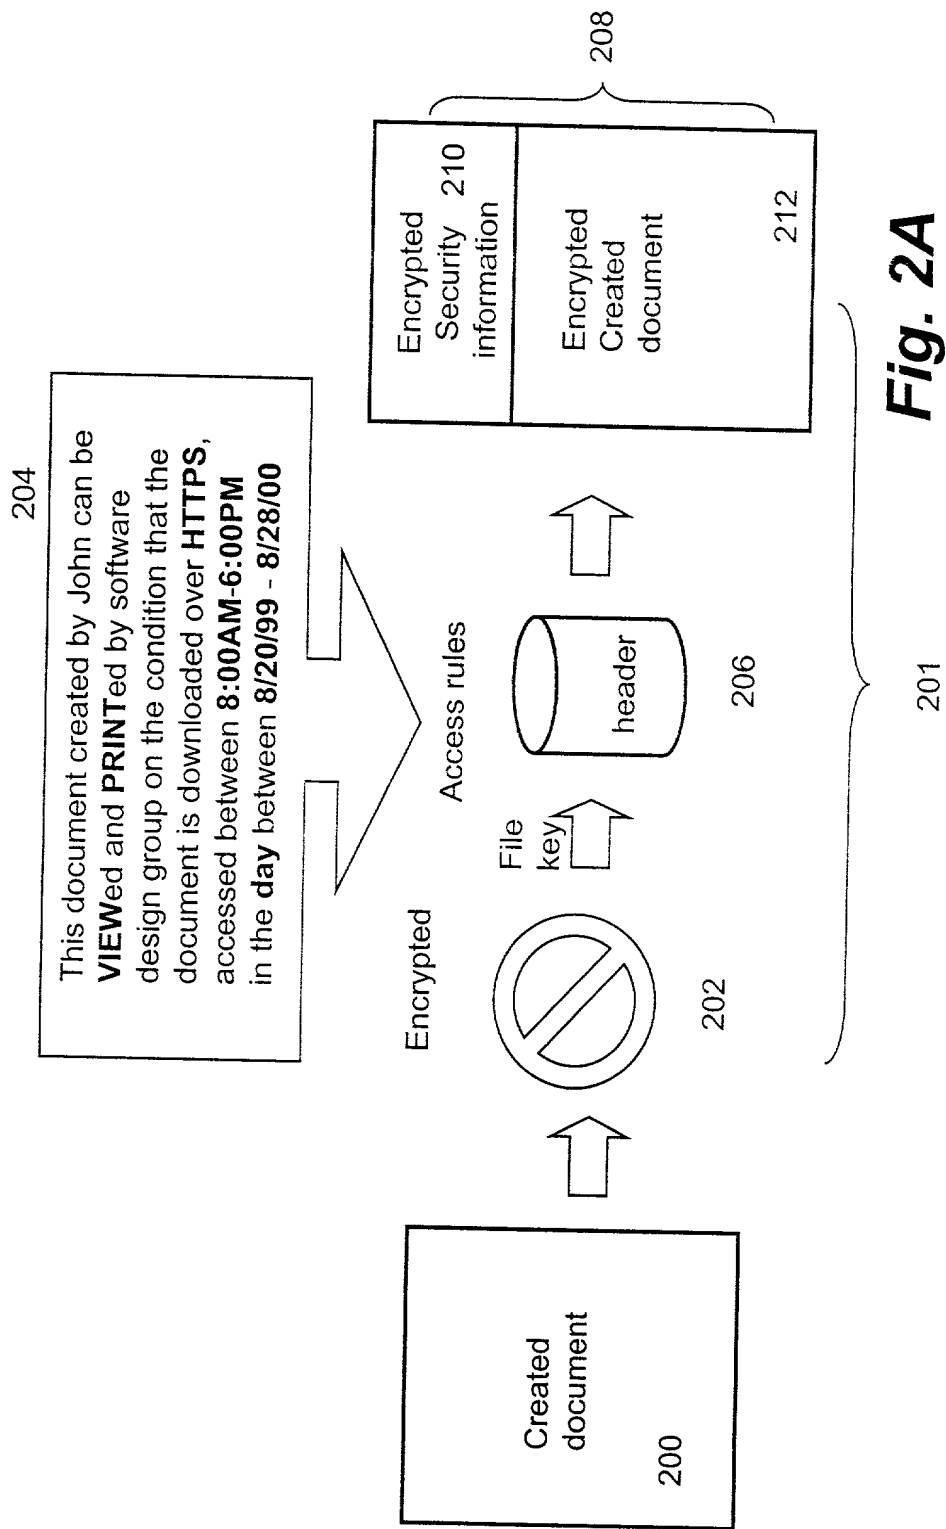 204
This document created by John can be
VIEWed and PRINTed by software
design group on the condition that the
document is downloaded over HTTPS,
accessed between 8:00AM-6:00PM
in the day between 8/20/99 - 8/28/00
Created
document
200
Encrypted
202
File
key
Access rules
header
206
Encrypted
Security 210
information
Encrypted
Created
document
212
208
201
Fig. 2A